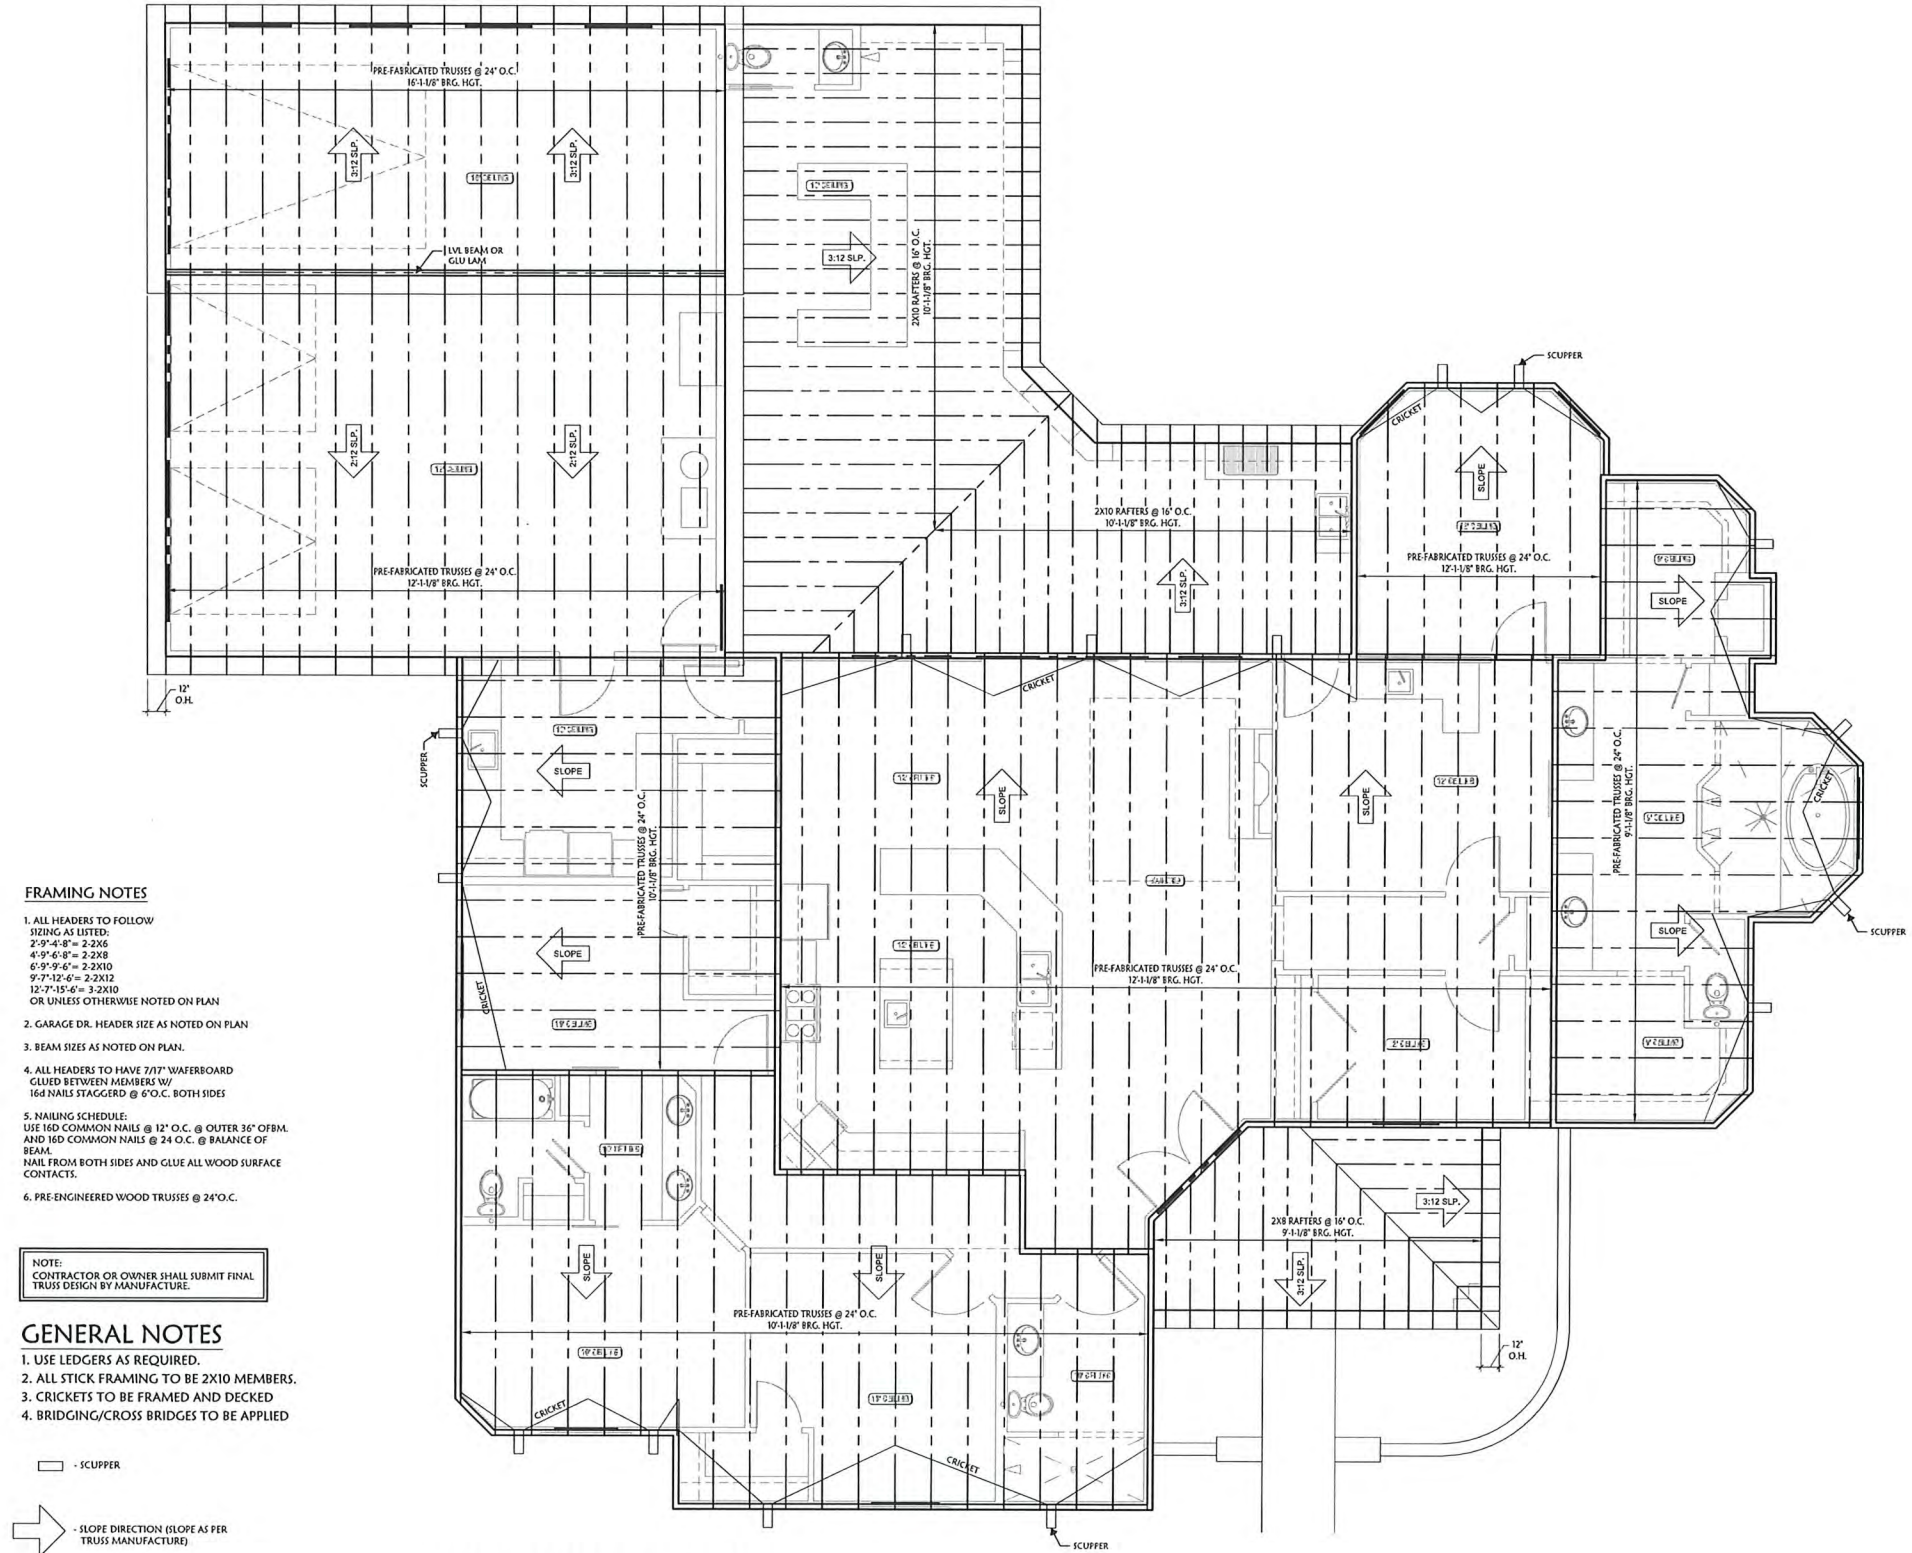 PRE-FABRICATED TRUSSES @ 24" O.C.
16'-1-1/8" BRG. HGT.
3:12 SLP.
3:12 SLP.
LVL BEAM OR
GLU LAM
12' CEILING
3:12 SLP.
2X10 RAFTERS @ 16" O.C.
10'-1-1/8" BRG. HGT.
2:12 SLP.
2:12 SLP.
PRE-FABRICATED TRUSSES @ 24" O.C.
12'-1-1/8" BRG. HGT.
12"
O.H.
2X10 RAFTERS @ 16" O.C.
10'-1-1/8" BRG. HGT.
3:12 SLP.
SCUPPER
CRICKET
SLOPE
PRE-FABRICATED TRUSSES @ 24" O.C.
12'-1-1/8" BRG. HGT.
SLOPE
SCUPPER
SLOPE
PRE-FABRICATED TRUSSES @ 24" O.C.
10'-1-1/8" BRG. HGT.
SLOPE
CRICKET
CRICKET
SLOPE
SLOPE
PRE-FABRICATED TRUSSES @ 24" O.C.
12'-1-1/8" BRG. HGT.
PRE-FABRICATED TRUSSES @ 24" O.C.
9'-1-1/8" BRG. HGT.
CRICKET
SLOPE
SCUPPER
SLOPE
SLOPE
PRE-FABRICATED TRUSSES @ 24" O.C.
10'-1-1/8" BRG. HGT.
CRICKET
CRICKET
SCUPPER
3:12 SLP.
2X8 RAFTERS @ 16" O.C.
9'-1-1/8" BRG. HGT.
3:12 SLP.
12"
O.H.
FRAMING NOTES
1. ALL HEADERS TO FOLLOW
SIZING AS LISTED:
2'-9"-4'-8"= 2-2X6
4'-9"-6'-8"= 2-2X8
6'-9"-9'-6"= 2-2X10
9'-7"-12'-6"= 2-2X12
12'-7"-15'-6"= 3-2X10
OR UNLESS OTHERWISE NOTED ON PLAN
2. GARAGE DR. HEADER SIZE AS NOTED ON PLAN
3. BEAM SIZES AS NOTED ON PLAN.
4. ALL HEADERS TO HAVE 7/17" WAFERBOARD
GLUED BETWEEN MEMBERS W/
16d NAILS STAGGERD @ 6"O.C. BOTH SIDES
5. NAILING SCHEDULE:
USE 16D COMMON NAILS @ 12" O.C. @ OUTER 36" OFBM.
AND 16D COMMON NAILS @ 24 O.C. @ BALANCE OF
BEAM.
NAIL FROM BOTH SIDES AND GLUE ALL WOOD SURFACE
CONTACTS.
6. PRE-ENGINEERED WOOD TRUSSES @ 24"O.C.
NOTE:
CONTRACTOR OR OWNER SHALL SUBMIT FINAL
TRUSS DESIGN BY MANUFACTURE.
GENERAL NOTES
1. USE LEDGERS AS REQUIRED.
2. ALL STICK FRAMING TO BE 2X10 MEMBERS.
3. CRICKETS TO BE FRAMED AND DECKED
4. BRIDGING/CROSS BRIDGES TO BE APPLIED
- SCUPPER
- SLOPE DIRECTION (SLOPE AS PER
TRUSS MANUFACTURE)